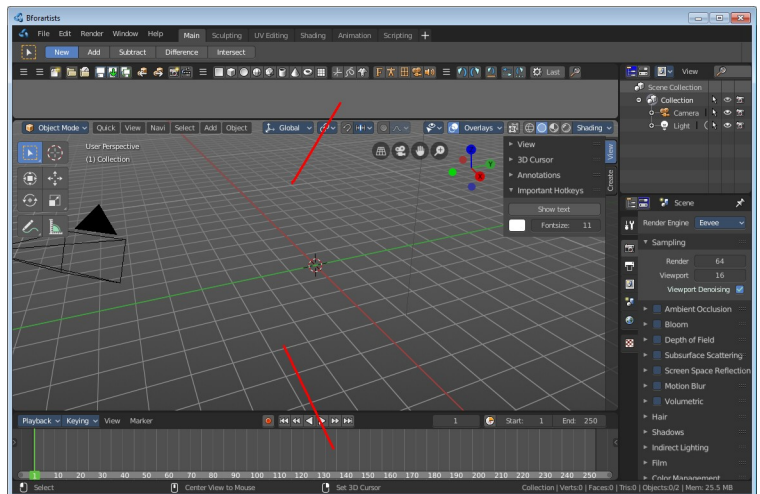 Bforartists
File Edit Render Window Help Main Sculpting UV Editing Shading Animation Scripting +
New Add Subtract Difference Intersect
Last
View
Scene Collection
Collection
Camera
Light
Object Mode Quick View Navi Select Add Object Global Overlays Shading
User Perspective
(1) Collection
View
3D Cursor
Annotations
Important Hotkeys
Show text
Fontsize: 11
View
Create
X
Y
Scene
Render Engine Eevee
Sampling
Render 64
Viewport 16
Viewport Denoising
Ambient Occlusion
Bloom
Depth of Field
Subsurface Scattering
Screen Space Reflection
Motion Blur
Volumetric
Hair
Shadows
Indirect Lighting
Film
Color Management
Playback Keying View Marker 1 Start: 1 End: 250
1 10 20 30 40 50 60 70 80 90 100 110 120 130 140 150 160 170 180 190 200 210 220 230 240 250
Select Center View to Mouse Set 3D Cursor Collection | Verts:0 | Faces:0 | Tris:0 | Objects:0/2 | Mem: 25.5 MB